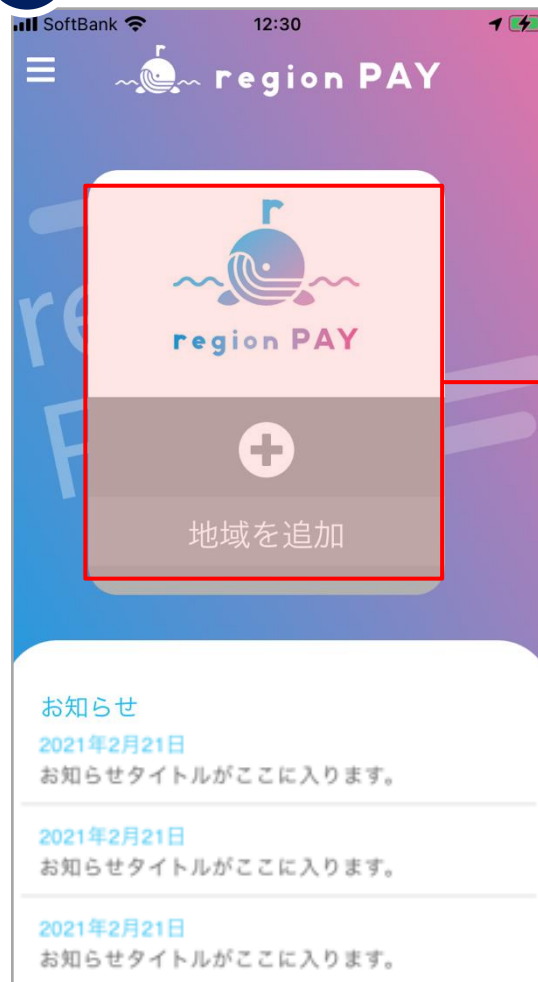 SoftBank 12:30
region PAY
r
region PAY
地域を追加
お知らせ
2021年2月21日
お知らせタイトルがここに入ります。
2021年2月21日
お知らせタイトルがここに入ります。
2021年2月21日
お知らせタイトルがここに入ります。